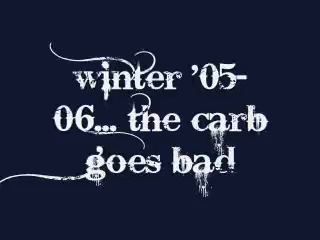 winter '05-
06... the carb
goes bad